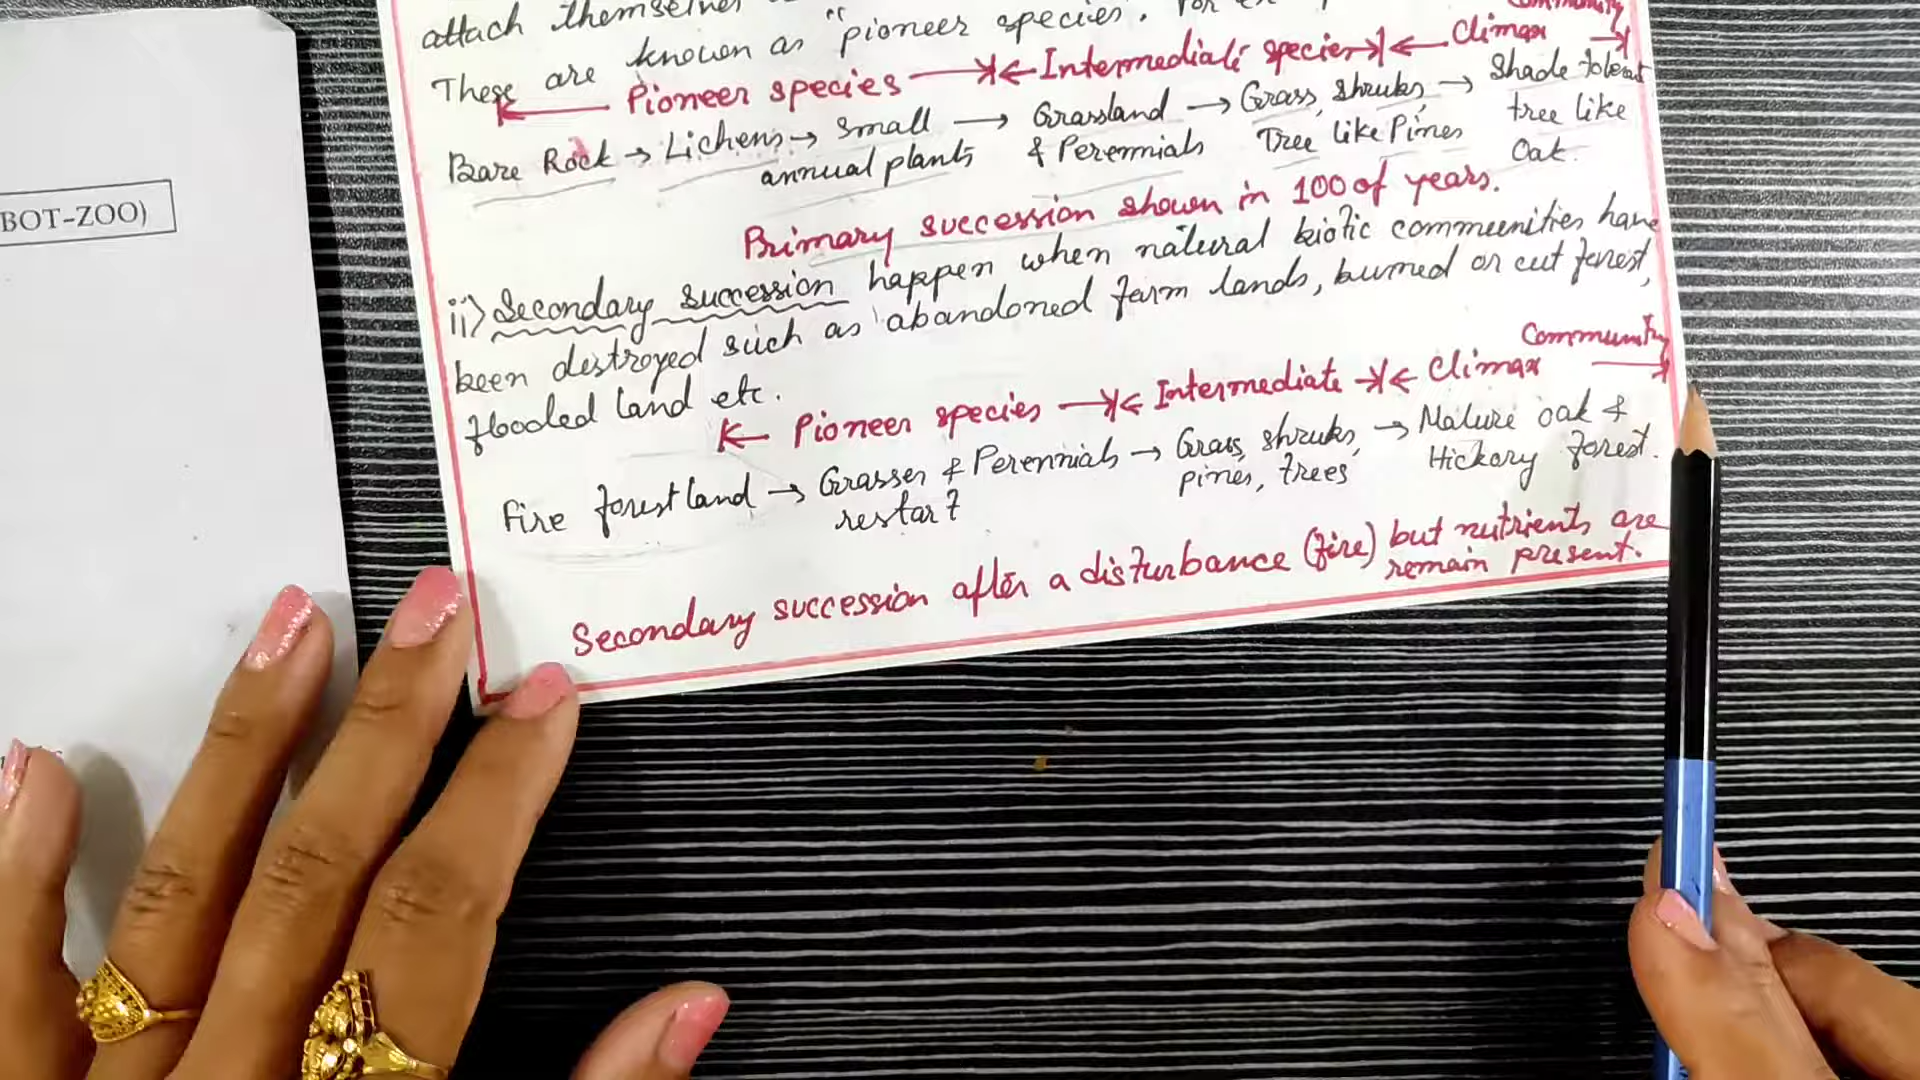 BOT-ZOO)
attach themselves
known as "pioneer species.
These are
Community
Pioneer species Intermediate species Climax
Bare Rock → Lichens → Small annual plants → Grassland & Perennials → Grass, shrubs, Tree like Pines → Shade tolerant tree like Oak.
Primary succession shown in 100 of years.
ii) Secondary succession happen when natural biotic communities have
been destroyed such as abandoned farm lands, burned or cut forest,
flooded land etc.
Community
Pioneer species Intermediate Climax
Fire forest land → Grasses & Perennials restart → Grass, shrubs, pines, trees → Mature oak & Hickory forest.
Secondary succession after a disturbance (fire) but nutrients are
remain present.